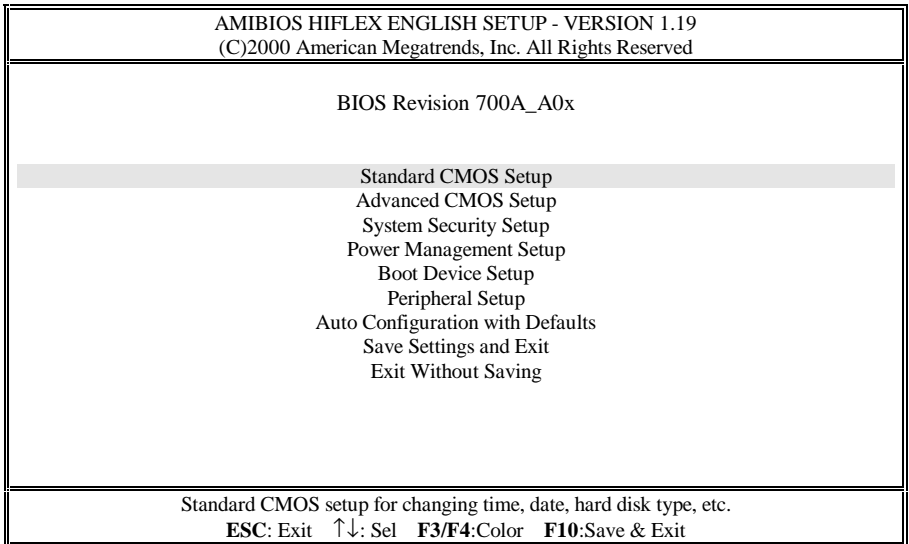 AMIBIOS HIFLEX ENGLISH SETUP - VERSION 1.19
(C)2000 American Megatrends, Inc. All Rights Reserved
BIOS Revision 700A_A0x
Standard CMOS Setup
Advanced CMOS Setup
System Security Setup
Power Management Setup
Boot Device Setup
Peripheral Setup
Auto Configuration with Defaults
Save Settings and Exit
Exit Without Saving
Standard CMOS setup for changing time, date, hard disk type, etc.
ESC: Exit ↑↓: Sel F3/F4:Color F10:Save & Exit